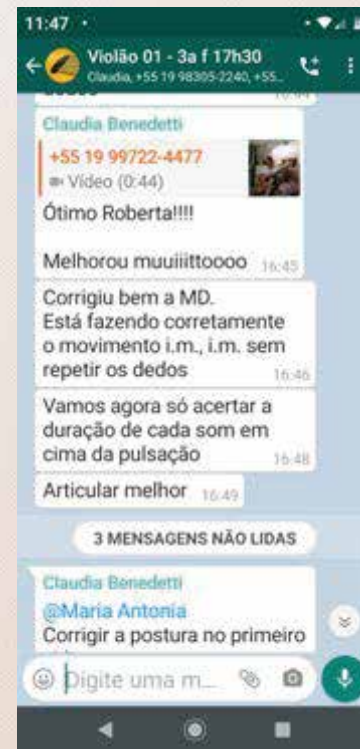 11:47
Violão 01 - 3a f 17h30
Claudia, +55 19 98305-2240, +55...
16:44
Claudia Benedetti
+55 19 99722-4477
Vídeo (0:44)
Ótimo Roberta!!!!
Melhorou muuiiittoooo 16:45
Corrigiu bem a MD.
Está fazendo corretamente
o movimento i.m., i.m. sem
repetir os dedos 16:46
Vamos agora só acertar a
duração de cada som em
cima da pulsação 16:48
Articular melhor 16:49
3 MENSAGENS NÃO LIDAS
Claudia Benedetti
@Maria Antonia
Corrigir a postura no primeiro
Digite uma m...